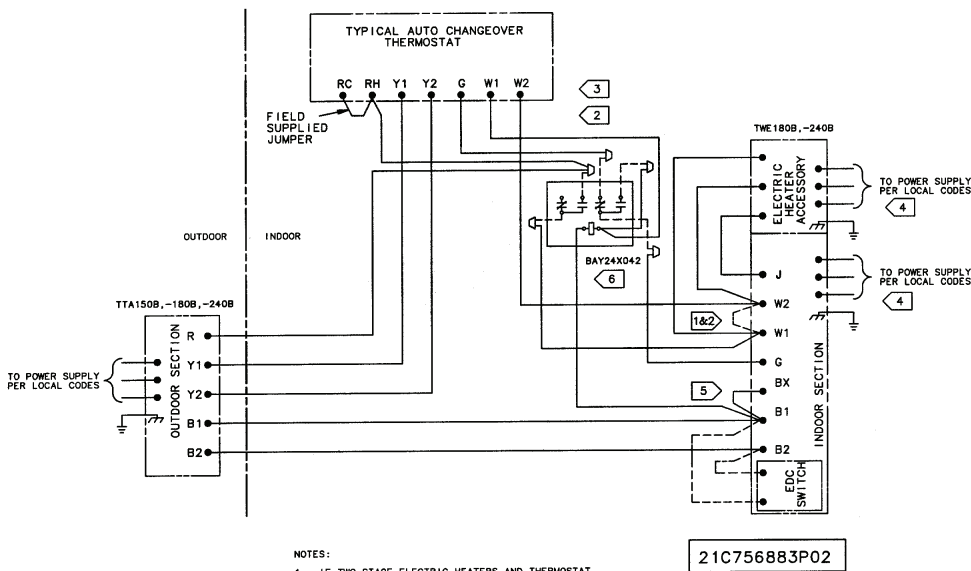 TYPICAL AUTO CHANGEOVER
THERMOSTAT
RC RH Y1 Y2 G W1 W2
3
2
FIELD
SUPPLIED
JUMPER
TWE180B,-240B
ELECTRIC
HEATER
ACCESSORY
TO POWER SUPPLY
PER LOCAL CODES
4
OUTDOOR
INDOOR
BAY24X042
6
TO POWER SUPPLY
PER LOCAL CODES
4
J
W2
1&2
W1
G
BX
5
B1
B2
INDOOR SECTION
EDC
SWITCH
TTA150B,-180B,-240B
OUTDOOR SECTION
R
Y1
Y2
B1
B2
TO POWER SUPPLY
PER LOCAL CODES
NOTES:
21C756883P02